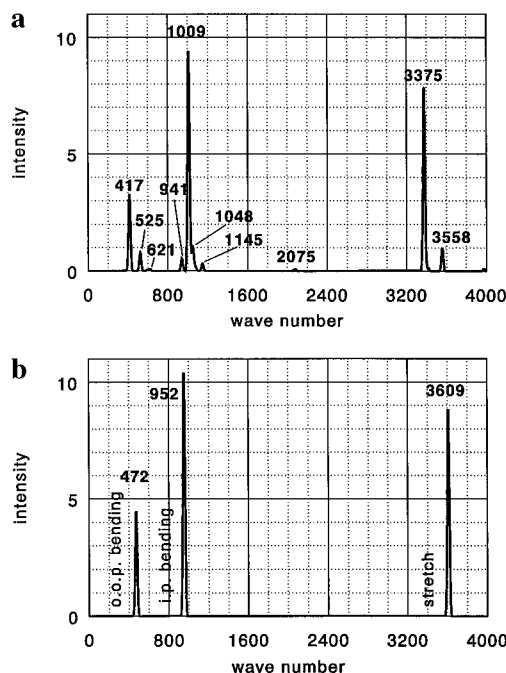 a
10
5
0
intensity
1009
3375
417
525
621
941
1048
1145
2075
3558
0 800 1600 2400 3200 4000
wave number
b
10
5
0
intensity
952
3609
472
o.o.p. bending
i.p. bending
stretch
0 800 1600 2400 3200 4000
wave number